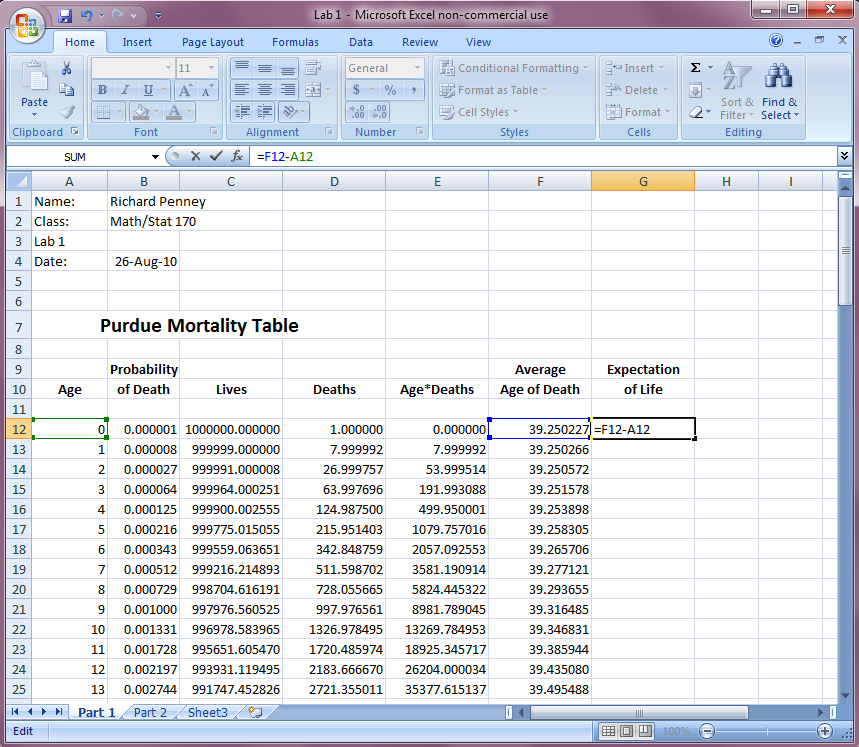 Lab 1 - Microsoft Excel non-commercial use
Home Insert Page Layout Formulas Data Review View
Paste
11
General
B I U A A
$ % ,
Conditional Formatting
Format as Table
Cell Styles
Insert
Delete
Format
Σ
Sort & Filter
Find & Select
Clipboard Font Alignment Number Styles Cells Editing
SUM fx =F12-A12
A B C D E F G H I
1 Name: Richard Penney
2 Class: Math/Stat 170
3 Lab 1
4 Date: 26-Aug-10
5
6
7 Purdue Mortality Table
8
9 Probability Average Expectation
10 Age of Death Lives Deaths Age*Deaths Age of Death of Life
11
12 0 0.000001 1000000.000000 1.000000 0.000000 39.250227 =F12-A12
13 1 0.000008 999999.000000 7.999992 7.999992 39.250266
14 2 0.000027 999991.000008 26.999757 53.999514 39.250572
15 3 0.000064 999964.000251 63.997696 191.993088 39.251578
16 4 0.000125 999900.002555 124.987500 499.950001 39.253898
17 5 0.000216 999775.015055 215.951403 1079.757016 39.258305
18 6 0.000343 999559.063651 342.848759 2057.092553 39.265706
19 7 0.000512 999216.214893 511.598702 3581.190914 39.277121
20 8 0.000729 998704.616191 728.055665 5824.445322 39.293655
21 9 0.001000 997976.560525 997.976561 8981.789045 39.316485
22 10 0.001331 996978.583965 1326.978495 13269.784953 39.346831
23 11 0.001728 995651.605470 1720.485974 18925.345717 39.385944
24 12 0.002197 993931.119495 2183.666670 26204.000034 39.435080
25 13 0.002744 991747.452826 2721.355011 35377.615137 39.495488
Part 1 Part 2 Sheet3
Edit 100%